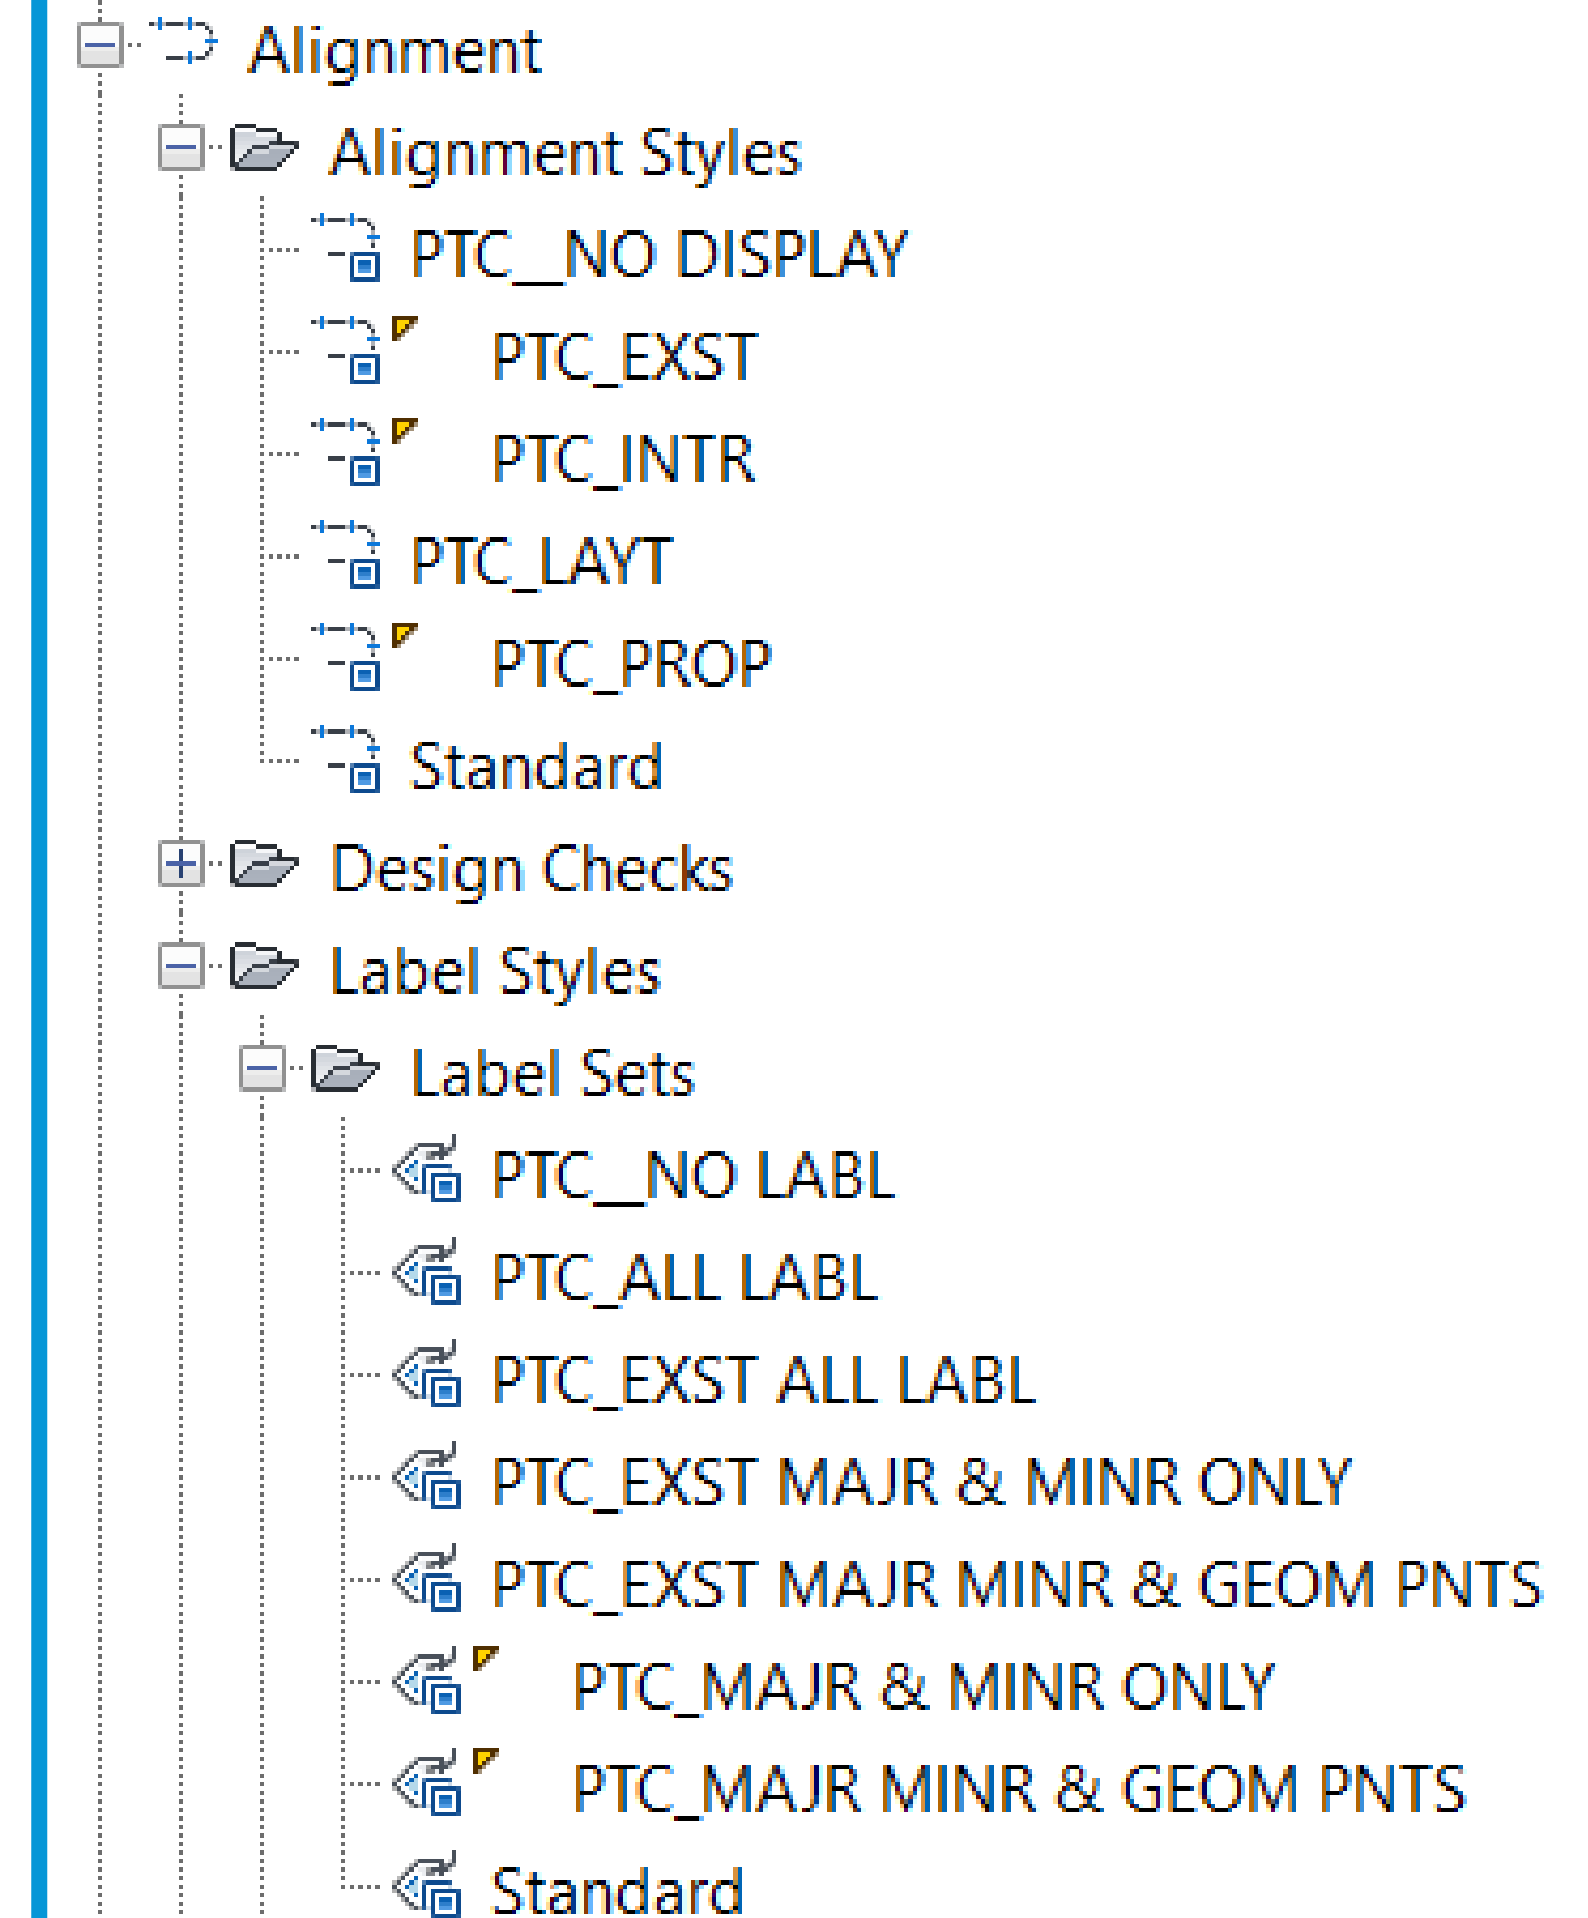 Alignment
Alignment Styles
PTC__NO DISPLAY
PTC_EXST
PTC_INTR
PTC_LAYT
PTC_PROP
Standard
Design Checks
Label Styles
Label Sets
PTC__NO LABL
PTC_ALL LABL
PTC_EXST ALL LABL
PTC_EXST MAJR & MINR ONLY
PTC_EXST MAJR MINR & GEOM PNTS
PTC_MAJR & MINR ONLY
PTC_MAJR MINR & GEOM PNTS
Standard